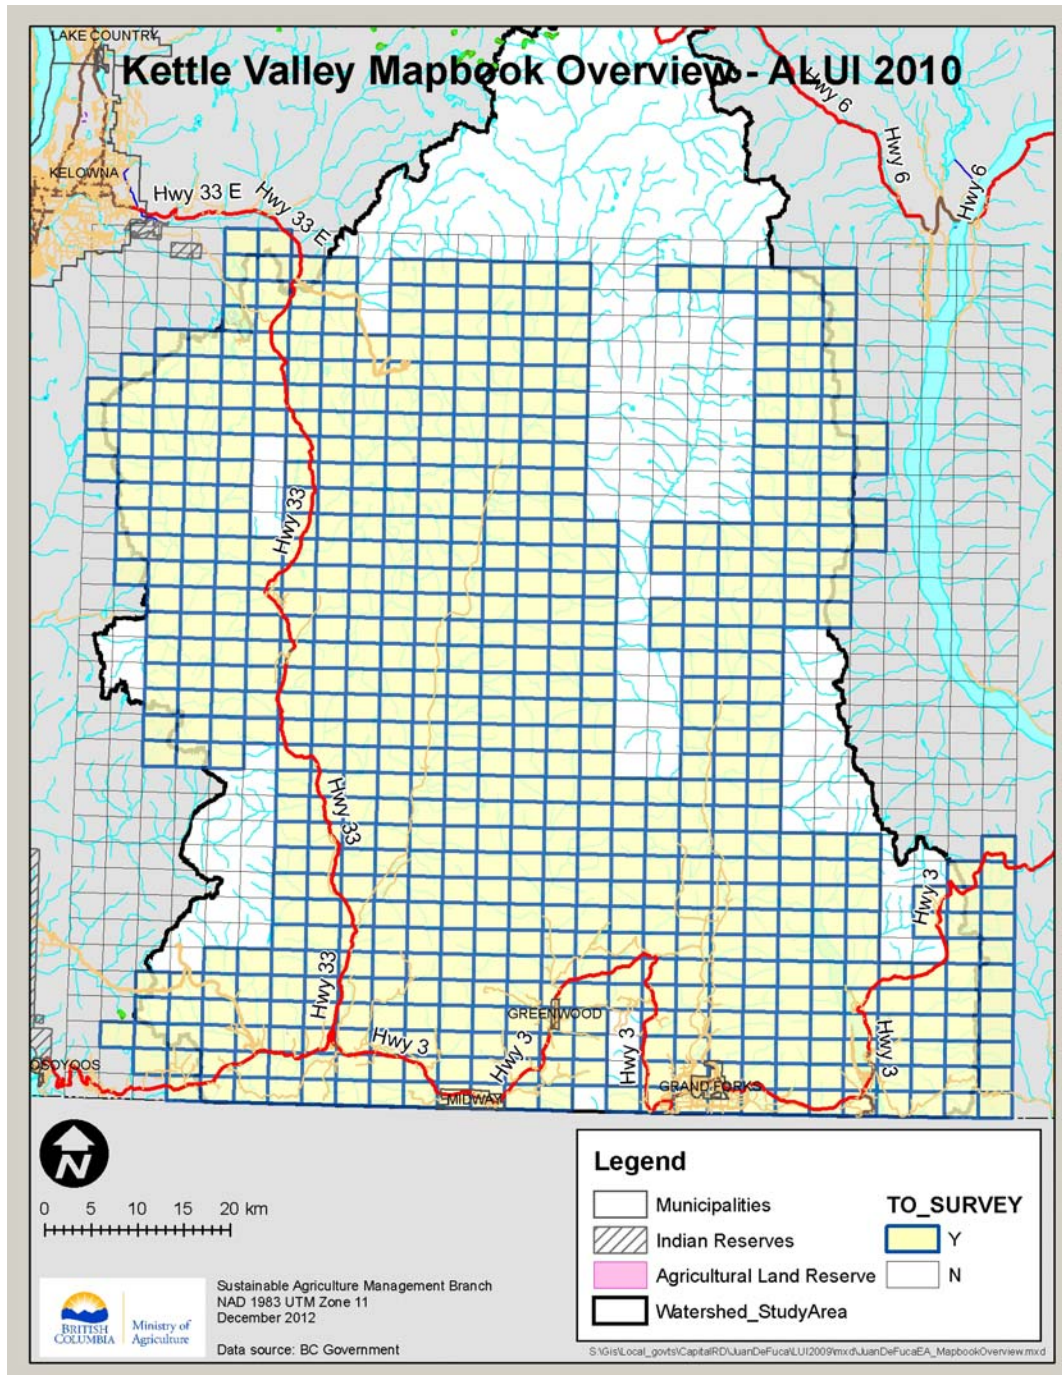 LAKE COUNTRY
Kettle Valley Mapbook Overview - ALUI 2010
Hwy 6
Hwy 6
Hwy 6
KELOWNA
Hwy 33 E
Hwy 33 E
Hwy 33
Hwy 33
Hwy 33
Hwy 3
Hwy 3
Hwy 3
Hwy 3
Hwy 3
GREENWOOD
OSOYOOS
MIDWAY
GRAND FORKS
N
0 5 10 15 20 km
Legend
Municipalities
Indian Reserves
Agricultural Land Reserve
Watershed_StudyArea
TO_SURVEY
Y
N
BRITISH
COLUMBIA
Ministry of
Agriculture
Sustainable Agriculture Management Branch
NAD 1983 UTM Zone 11
December 2012
Data source: BC Government
S:\Gis\Local_govts\CapitalRD\JuanDeFuca\LUI2009\mxd\JuanDeFucaEA_MapbookOverview.mxd